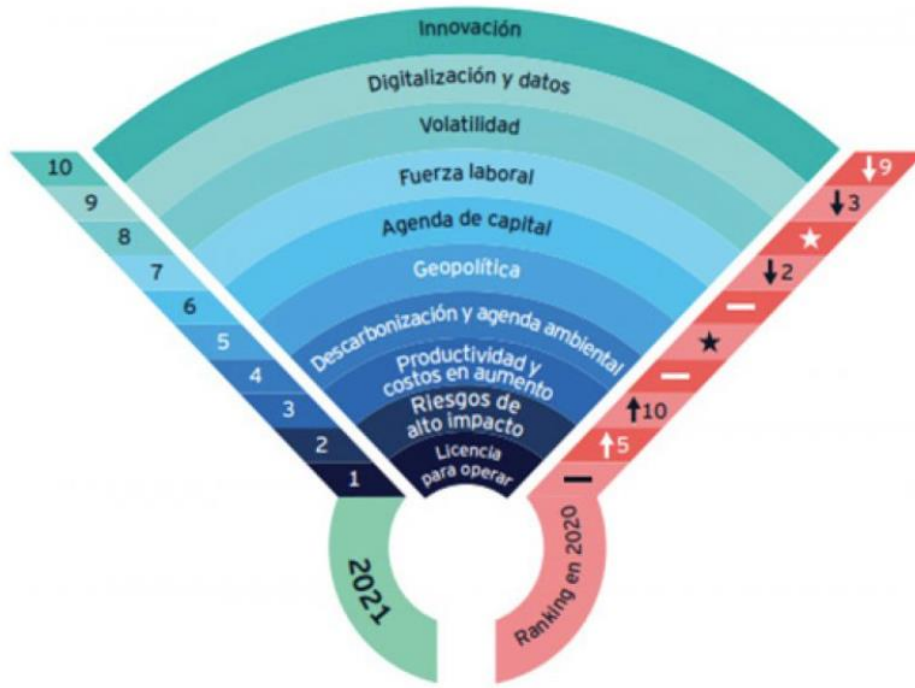 Innovación
Digitalización y datos
Volatilidad
Fuerza laboral
Agenda de capital
Geopolítica
Descarbonización y agenda ambiental
Productividad y
costos en aumento
Riesgos de
alto impacto
Licencia
para operar
10
9
8
7
6
5
4
3
2
1
2021
↓9
↓3
★
↓2
—
★
—
↑10
↑5
—
Ranking en 2020